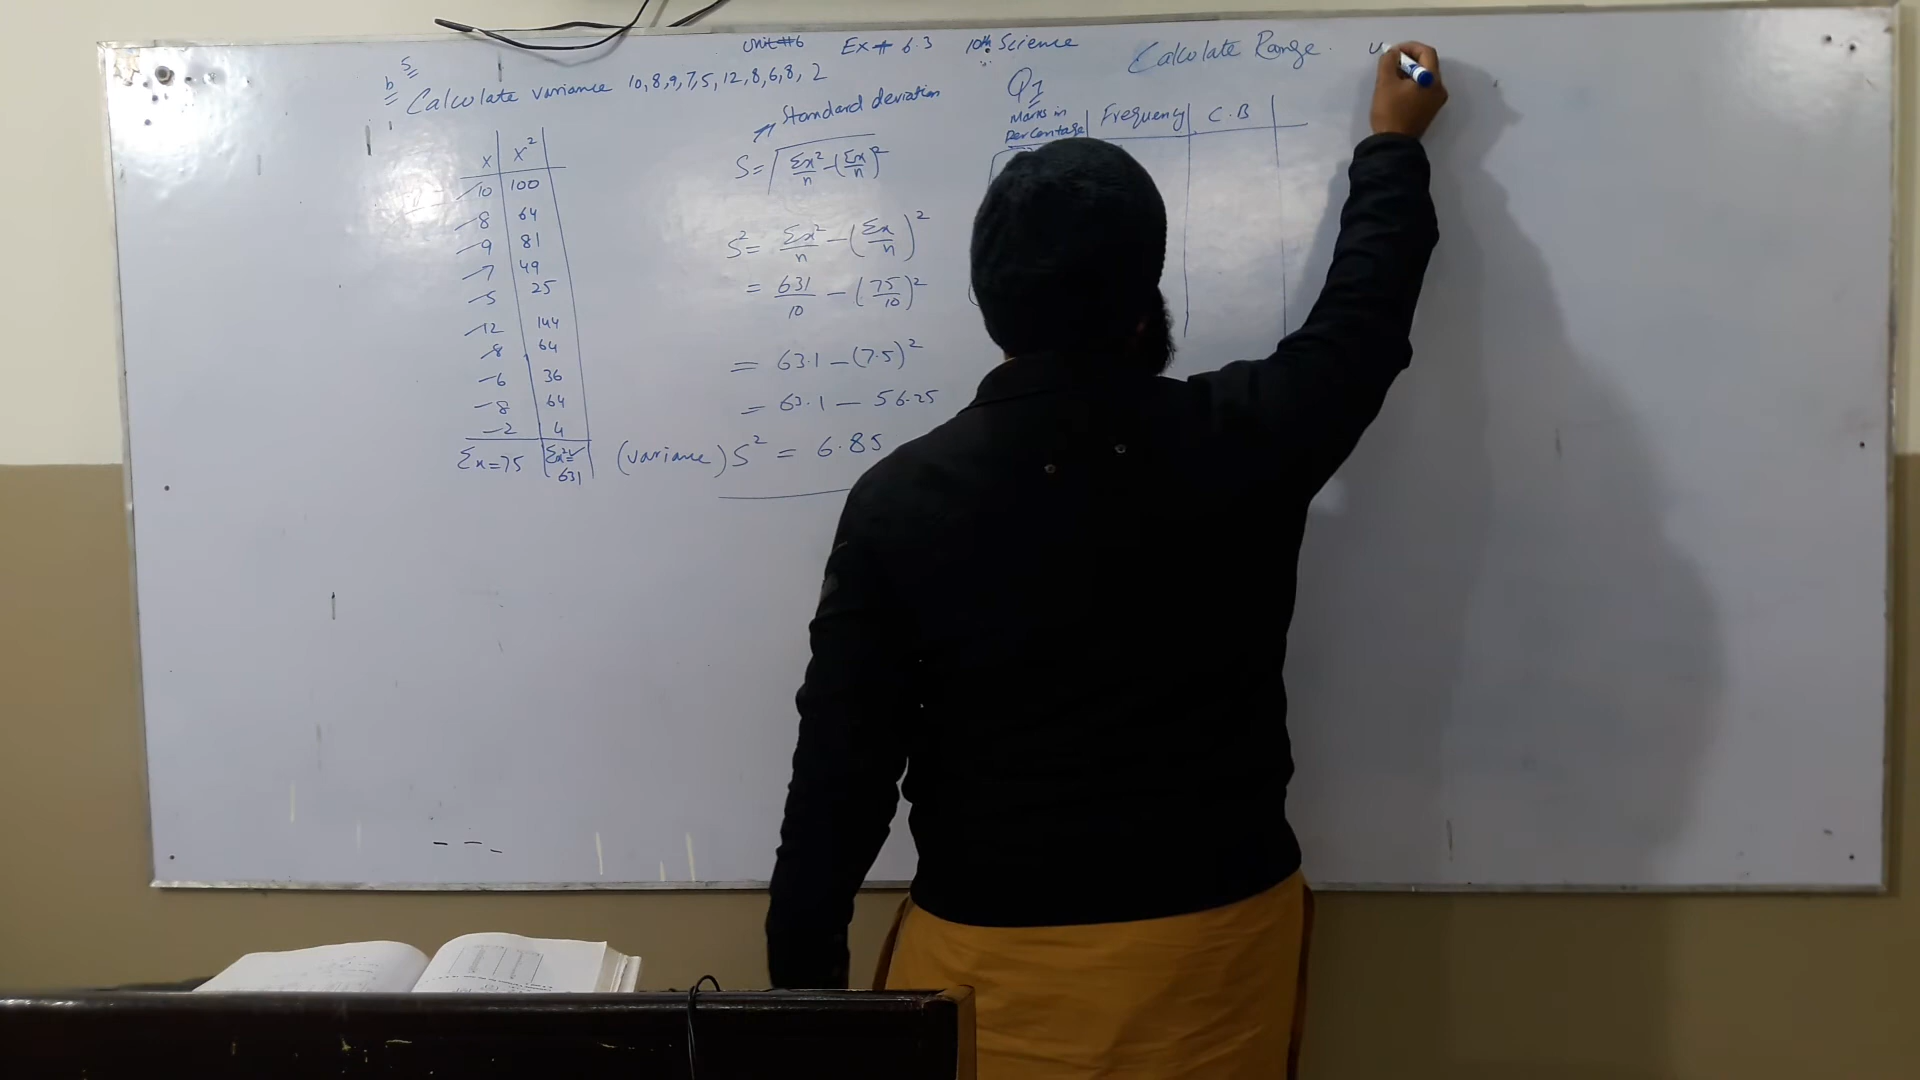 Unit #6 Ex # 6.3 10th Science
5
b Calculate variance 10,8,9,7,5,12,8,6,8, 2
x x²
10 100
8 64
9 81
7 49
5 25
12 144
8 64
6 36
8 64
2 4
Σx=75 Σx²=
631
Standard deviation
S= √Σx²/n -(Σx/n)²
S²= Σx²/n -(Σx/n)²
= 631/10 - (75/10)²
= 63.1 - (7.5)²
= 63.1 - 56.25
(variance) S² = 6.85
Calculate Range.
Q1
Marks in Percentage Frequency C.B